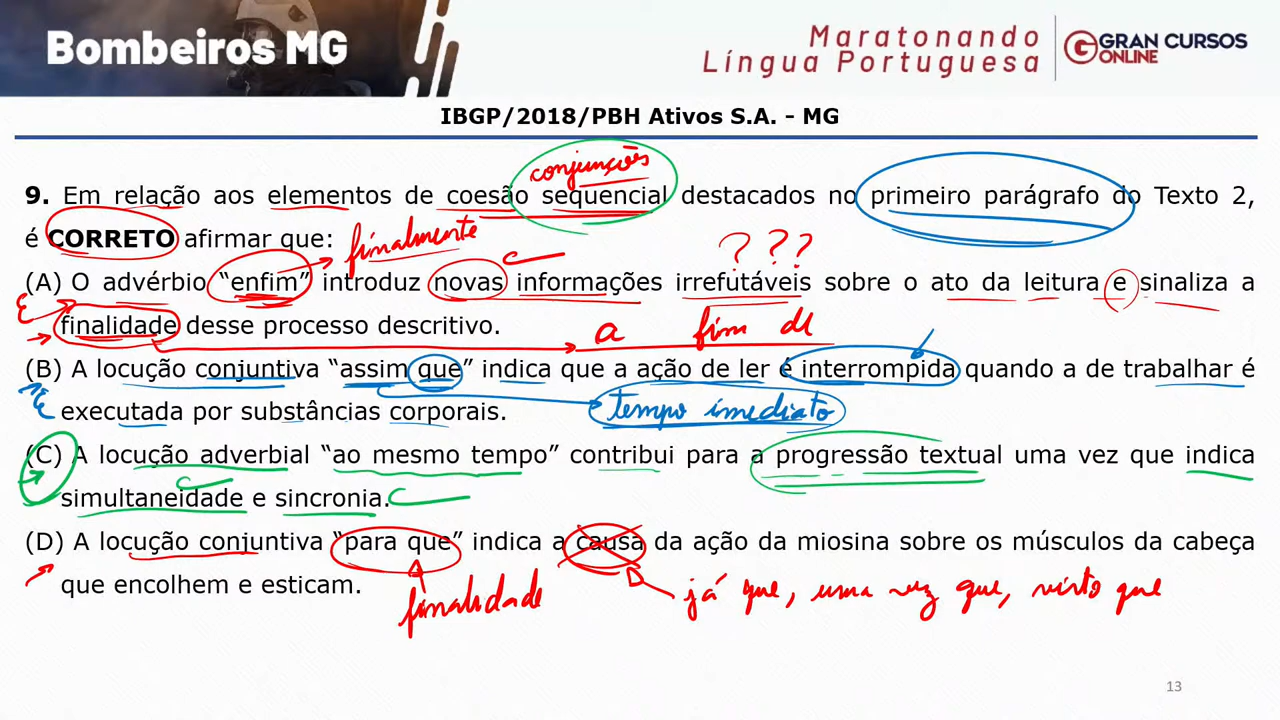 Bombeiros MG
Maratonando
Língua Portuguesa
GRAN CURSOS
ONLINE
IBGP/2018/PBH Ativos S.A. - MG
conjunções
9. Em relação aos elementos de coesão sequencial destacados no primeiro parágrafo do Texto 2,
é CORRETO afirmar que:
finalmente
???
(A) O advérbio “enfim” introduz novas informações irrefutáveis sobre o ato da leitura e sinaliza a
finalidade desse processo descritivo.
a fim de
(B) A locução conjuntiva “assim que” indica que a ação de ler é interrompida quando a de trabalhar é
executada por substâncias corporais.
tempo imediato
(C) A locução adverbial “ao mesmo tempo” contribui para a progressão textual uma vez que indica
simultaneidade e sincronia.
(D) A locução conjuntiva “para que” indica a causa da ação da miosina sobre os músculos da cabeça
que encolhem e esticam.
finalidade
já que, uma vez que, visto que
13